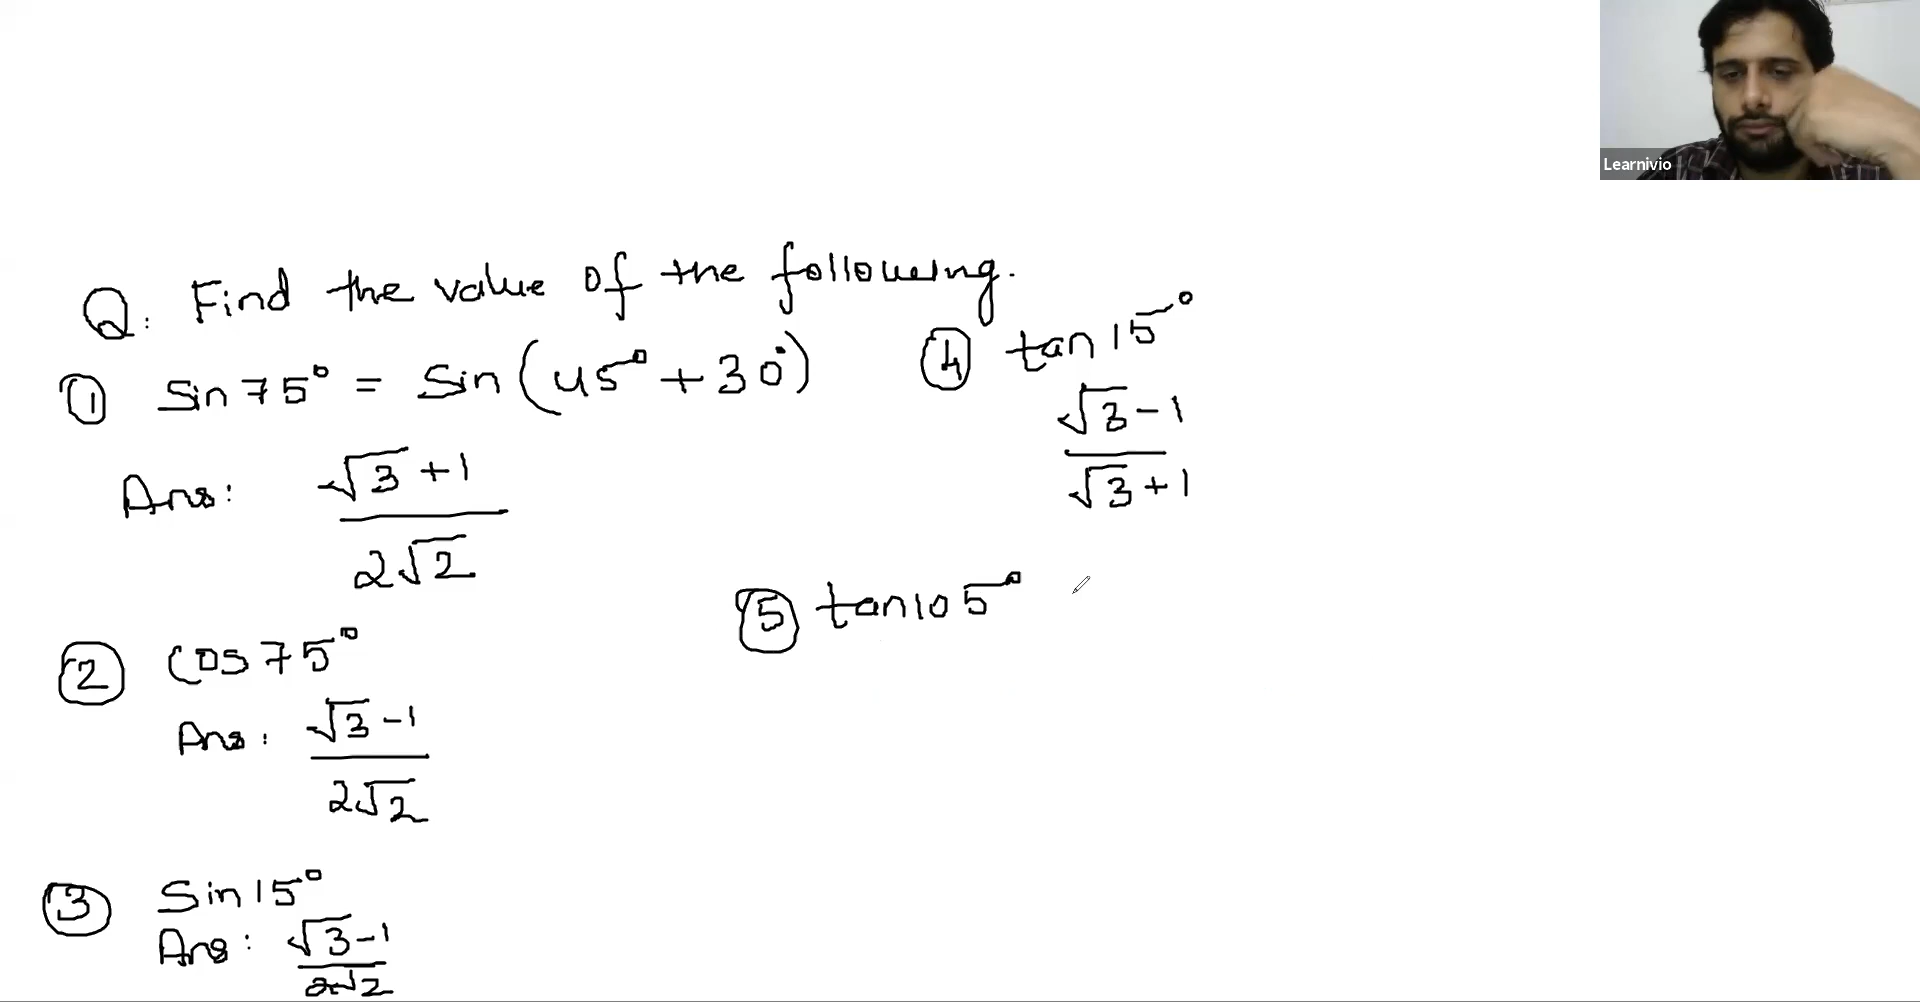 Learnivio
Q. Find the value of the following.
① Sin 75° = Sin (45° + 30°)
Ans: √3 + 1
2√2
② Cos 75°
Ans: √3 - 1
2√2
③ Sin 15°
Ans: √3 - 1
2√2
④ tan 15°
√3 - 1
√3 + 1
⑤ tan 105°